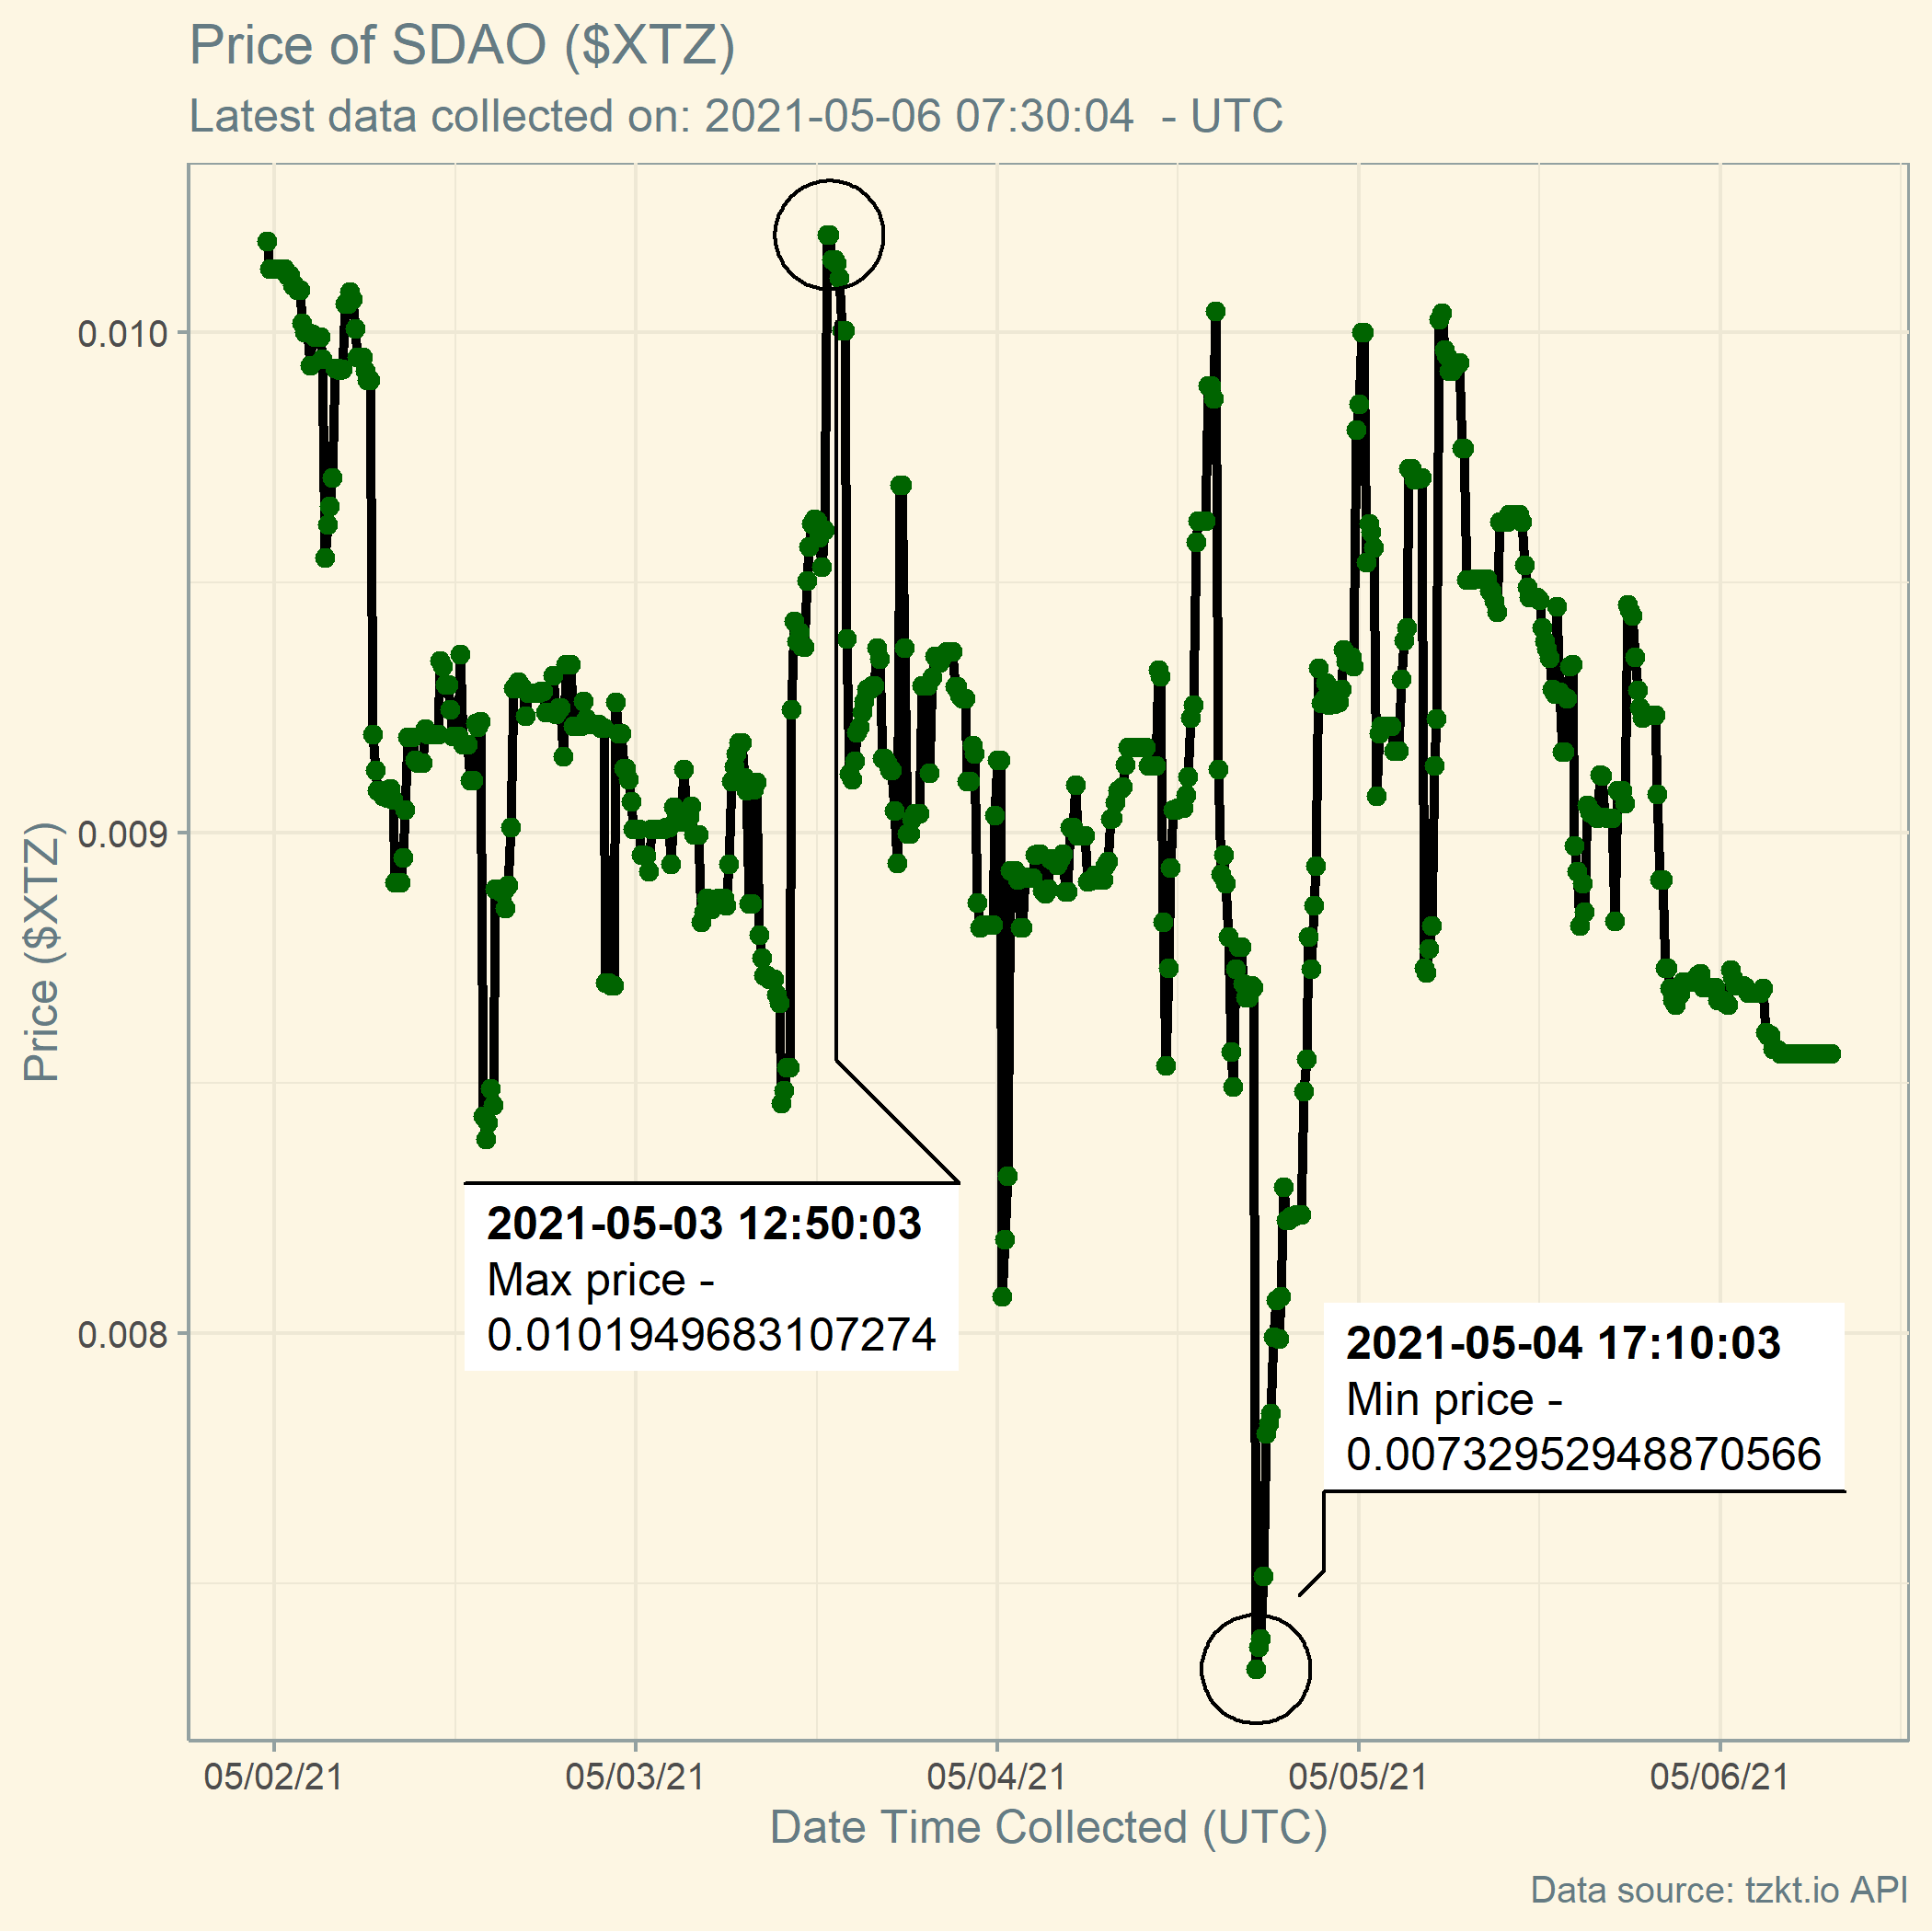 Price of SDAO ($XTZ)
Latest data collected on: 2021-05-06 07:30:04  - UTC
Price ($XTZ)
0.010
0.009
0.008
2021-05-03 12:50:03
Max price -
0.0101949683107274
2021-05-04 17:10:03
Min price -
0.00732952948870566
05/02/21
05/03/21
05/04/21
05/05/21
05/06/21
Date Time Collected (UTC)
Data source: tzkt.io API